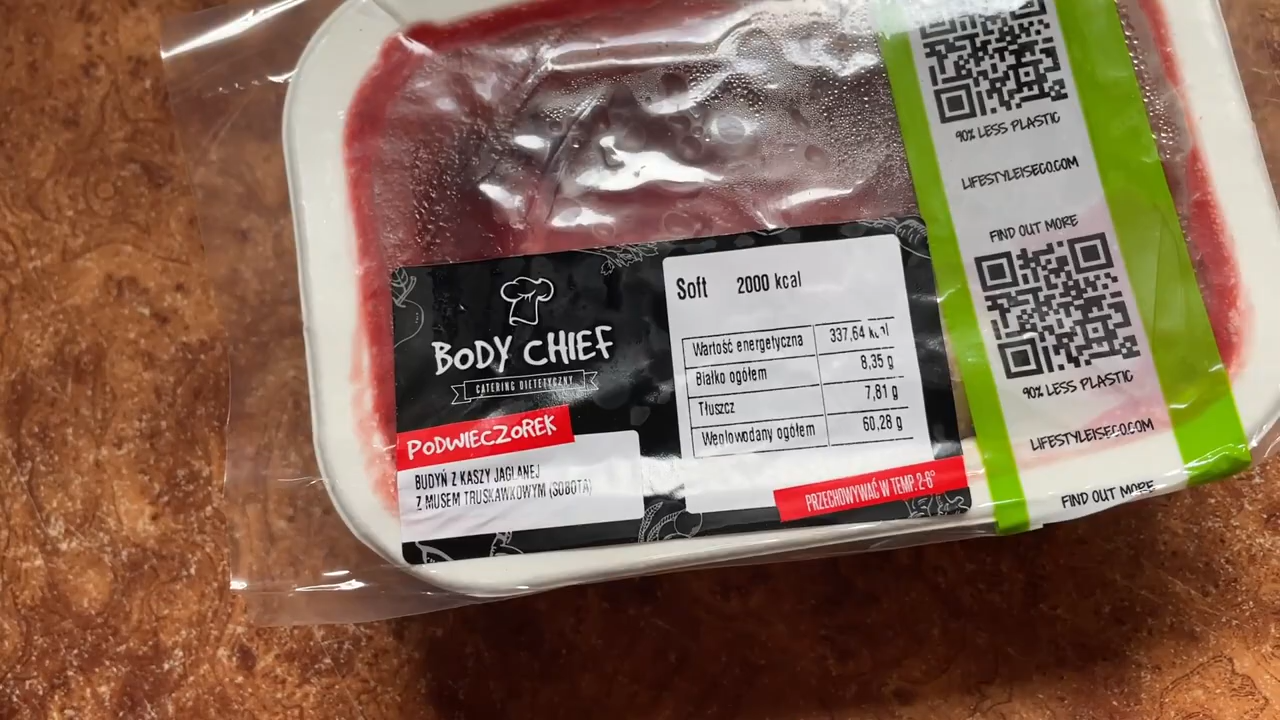 BODY CHIEF
CATERING DIETETYCZNY
PODWIECZOREK
BUDYŃ Z KASZY JAGLANEJ
Z MUSEM TRUSKAWKOWYM (SOBOTA)
Soft 2000 kcal
Wartość energetyczna 337,64 kcal
Białko ogółem 8,35 g
Tłuszcz 7,81 g
Węglowodany ogółem 60,28 g
PRZECHOWYWAĆ W TEMP. 2-6°
90% LESS PLASTIC
LIFESTYLEISECO.COM
FIND OUT MORE
90% LESS PLASTIC
LIFESTYLEISECO.COM
FIND OUT MORE